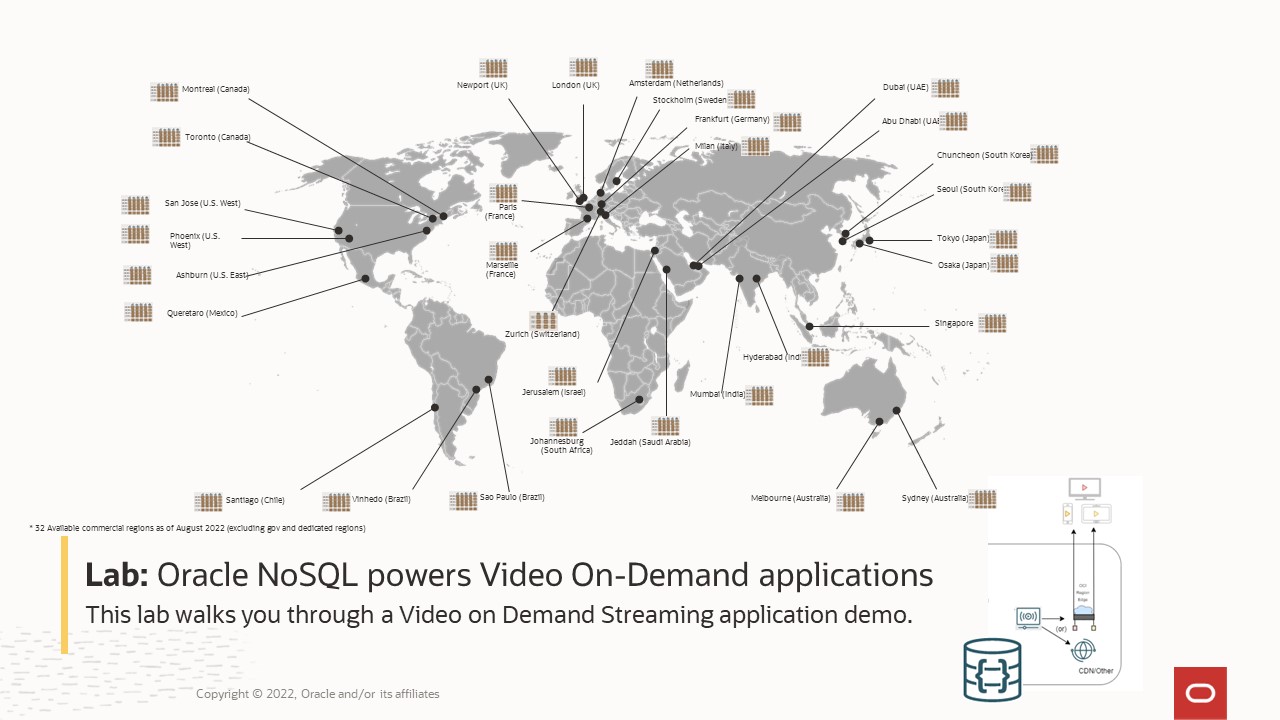 Newport (UK)
London (UK)
Amsterdam (Netherlands)
Montreal (Canada)
Dubai (UAE)
Stockholm (Sweden
Frankfurt (Germany)
Abu Dhabi (UAE
Toronto (Canada)
Milan (Italy)
Chuncheon (South Korea)
Seoul (South Kore
San Jose (U.S. West)
Paris
(France)
Phoenix (U.S.
West)
Tokyo (Japan)
Marseille
(France)
Osaka (Japan)
Ashburn (U.S. East)
Queretaro (Mexico)
Singapore
Zurich (Switzerland)
Hyderabad (Ind
Jerusalem (Israel)
Mumbai (India)
Johannesburg
(South Africa)
Jeddah (Saudi Arabia)
Santiago (Chile)
Vinhedo (Brazil)
Sao Paulo (Brazil)
Melbourne (Australia)
Sydney (Australia)
* 32 Available commercial regions as of August 2022 (excluding gov and dedicated regions)
Lab: Oracle NoSQL powers Video On-Demand applications
This lab walks you through a Video on Demand Streaming application demo.
OCI
Region
Edge
(or)
CDN/Other
Copyright © 2022, Oracle and/or its affiliates